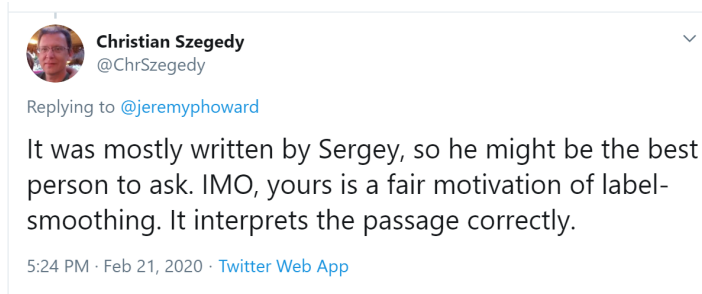 Christian Szegedy
@ChrSzegedy
Replying to @jeremyphoward
It was mostly written by Sergey, so he might be the best
person to ask. IMO, yours is a fair motivation of label-
smoothing. It interprets the passage correctly.
5:24 PM · Feb 21, 2020 · Twitter Web App